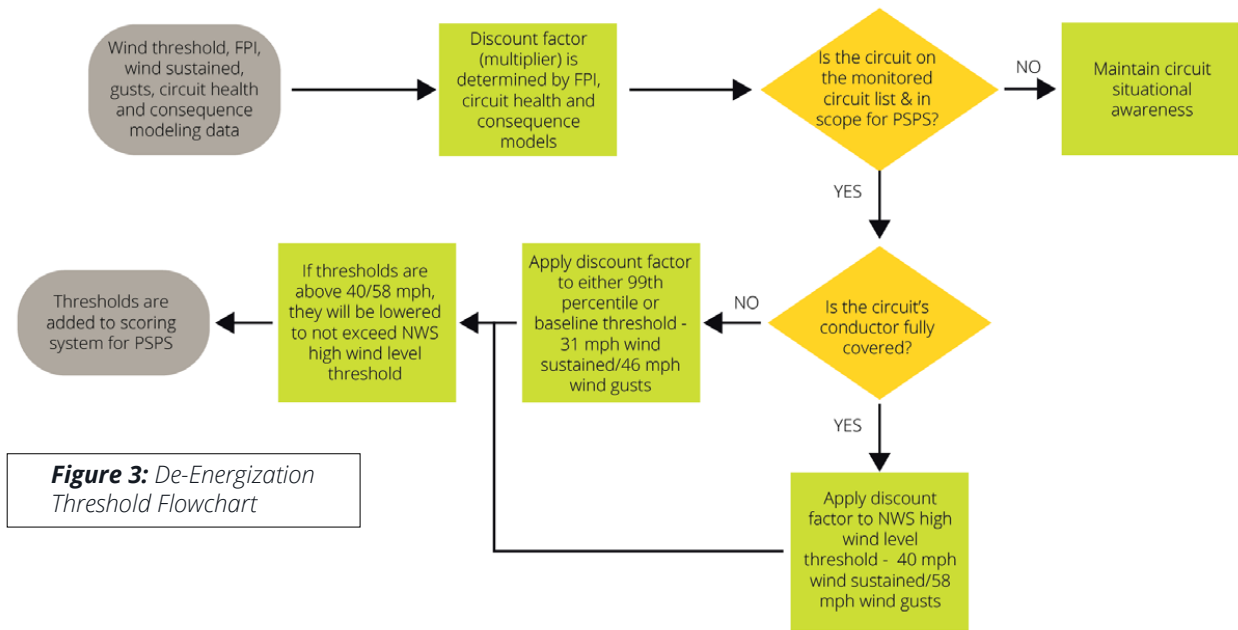 Wind threshold, FPI,
wind sustained,
gusts, circuit health
and consequence
modeling data
Discount factor
(multiplier) is
determined by FPI,
circuit health and
consequence
models
Is the circuit on
the monitored
circuit list & in
scope for PSPS?
NO
Maintain circuit
situational
awareness
YES
Is the circuit's
conductor fully
covered?
NO
Apply discount factor
to either 99th
percentile or
baseline threshold -
31 mph wind
sustained/46 mph
wind gusts
If thresholds are
above 40/58 mph,
they will be lowered
to not exceed NWS
high wind level
threshold
Thresholds are
added to scoring
system for PSPS
YES
Apply discount
factor to NWS high
wind level
threshold - 40 mph
wind sustained/58
mph wind gusts
Figure 3: De-Energization
Threshold Flowchart